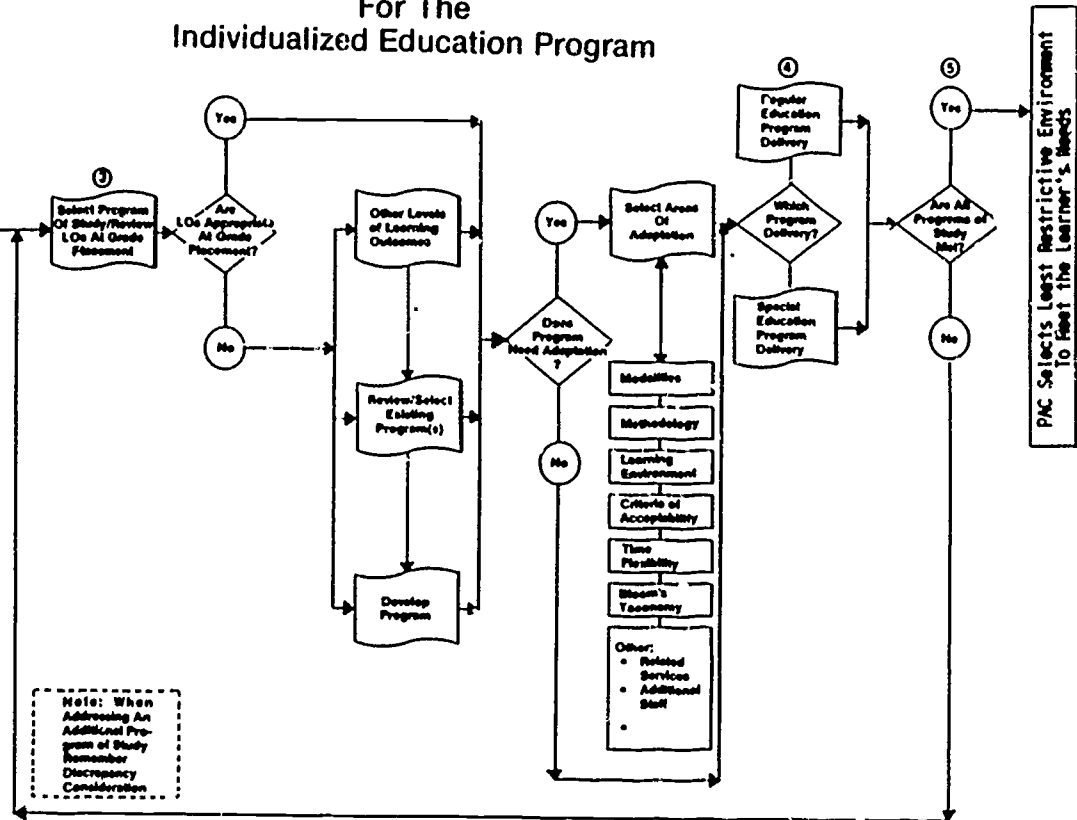 For The
Individualized Education Program
③
Select Program
Of Study/Review
LOs At Grade
Placement
Are
LOs Appropriate
At Grade
Placement?
Yes
No
Other Levels
of Learning
Outcomes
Review/Select
Existing
Program(s)
Develop
Program
Does
Program
Need Adaptation
?
Yes
No
Select Areas
Of
Adaptation
Modalities
Methodology
Learning
Environment
Criteria of
Acceptability
Time
Flexibility
Bloom's
Taxonomy
Other:
• Related
Services
• Additional
Staff
•
④
Regular
Education
Program
Delivery
Which
Program
Delivery?
Special
Education
Program
Delivery
⑤
Yes
Are All
Programs of
Study
Met?
No
PAC Selects Least Restrictive Environment
To Meet the Learner's Needs
Note: When
Addressing An
Additional Pro-
gram of Study
Remember
Discrepancy
Consideration